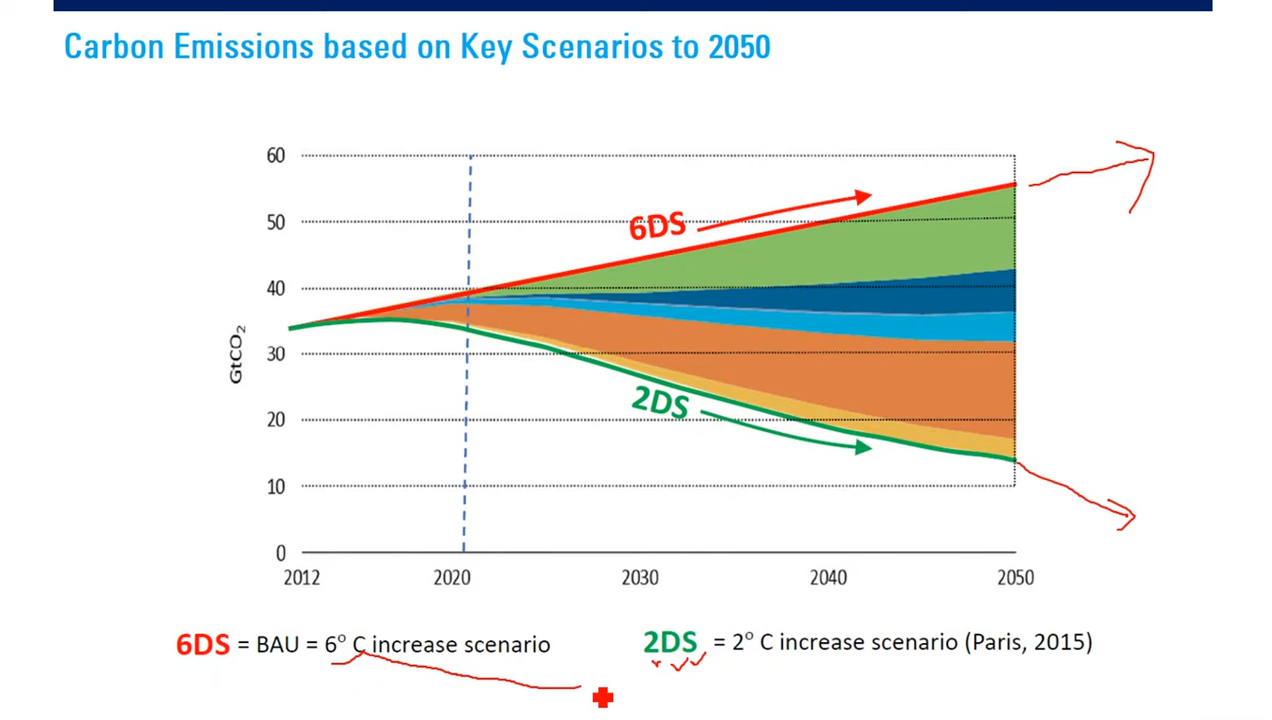 Carbon Emissions based on Key Scenarios to 2050
60
50
40
30
20
10
0
GtCO₂
6DS
2DS
2012 2020 2030 2040 2050
6DS = BAU = 6° C increase scenario
2DS = 2° C increase scenario (Paris, 2015)